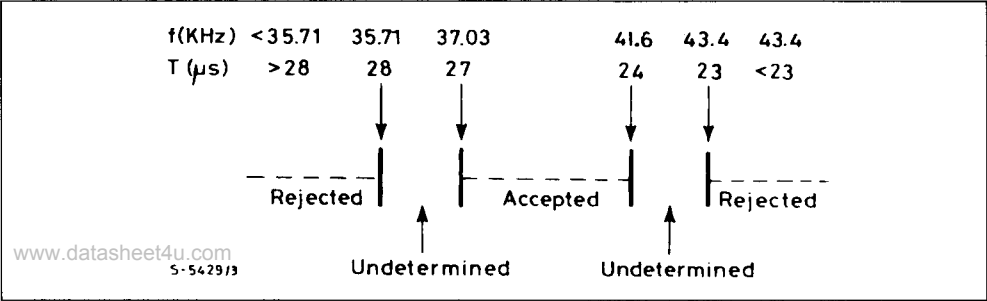 f(KHz) <35.71 35.71 37.03 41.6 43.4 43.4
T (µs) >28 28 27 24 23 <23
Rejected Accepted Rejected
www.datasheet4u.com
S-5429/3 Undetermined Undetermined